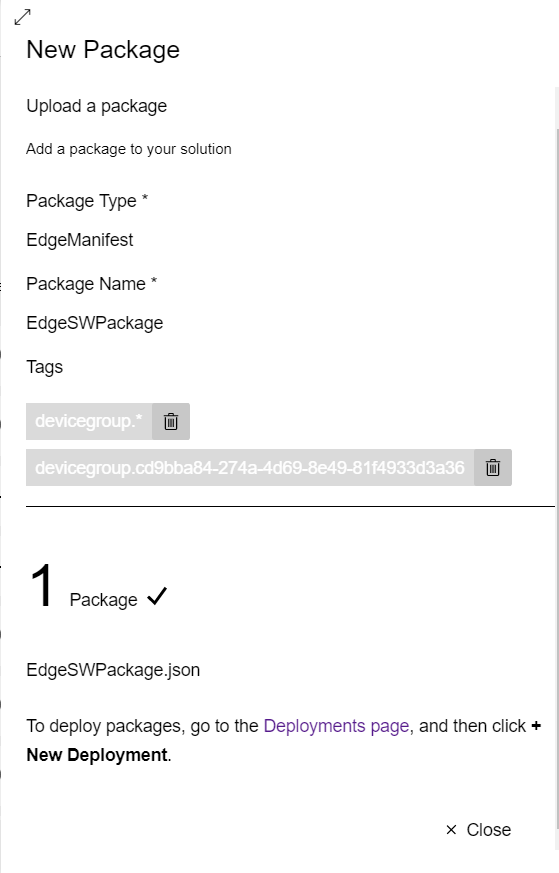 New Package
Upload a package
Add a package to your solution
Package Type *
EdgeManifest
Package Name *
EdgeSWPackage
Tags
devicegroup.*
devicegroup.cd9bba84-274a-4d69-8e49-81f4933d3a36
1 Package
EdgeSWPackage.json
To deploy packages, go to the Deployments page, and then click +
New Deployment.
Close